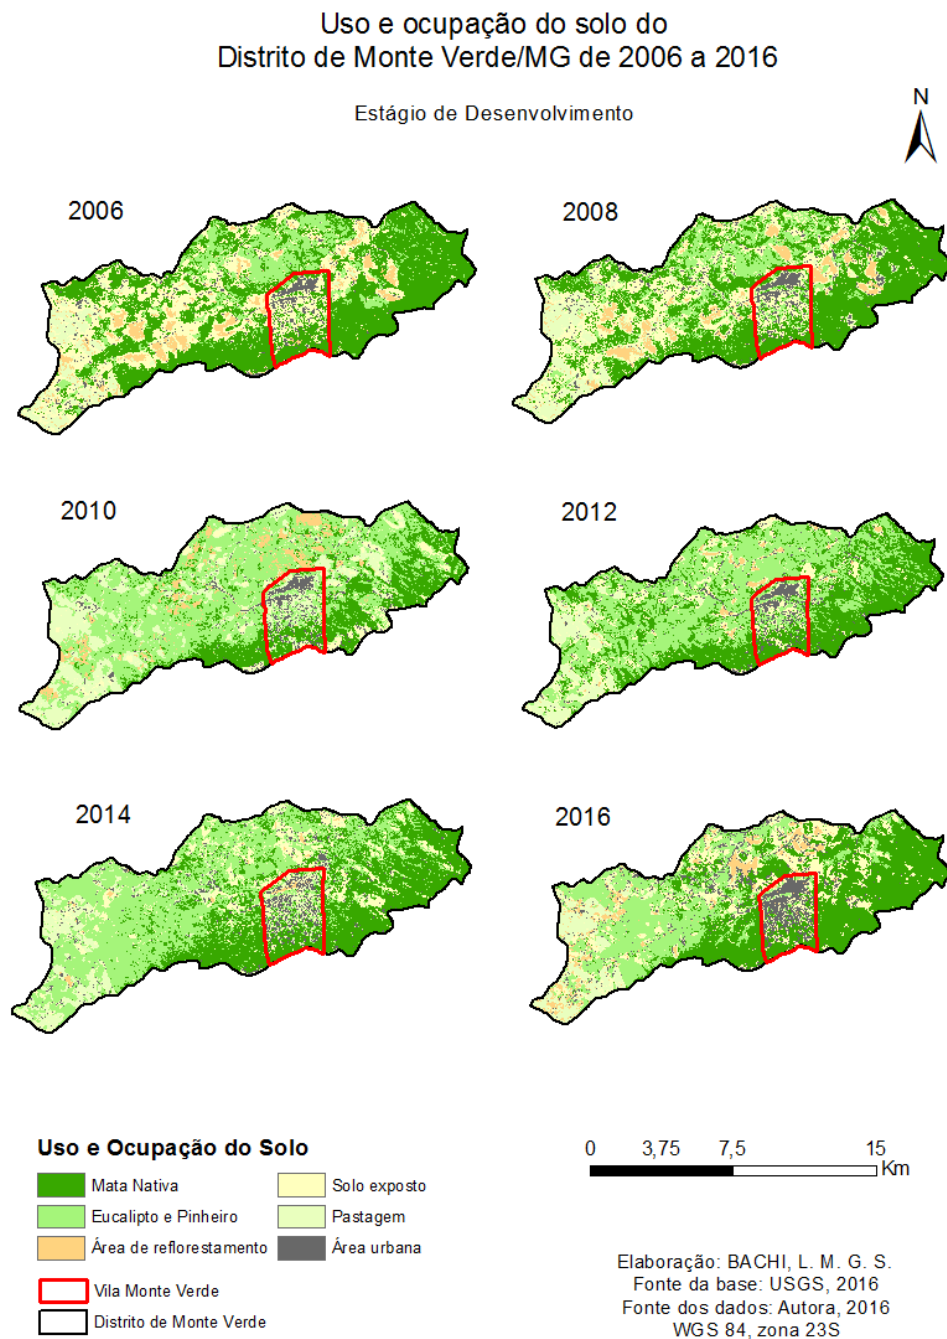 Uso e ocupação do solo do
Distrito de Monte Verde/MG de 2006 a 2016
Estágio de Desenvolvimento
N
2006
2008
2010
2012
2014
2016
Uso e Ocupação do Solo
Mata Nativa
Solo exposto
Eucalipto e Pinheiro
Pastagem
Área de reflorestamento
Área urbana
Vila Monte Verde
Distrito de Monte Verde
0 3,75 7,5 15
Km
Elaboração: BACHI, L. M. G. S.
Fonte da base: USGS, 2016
Fonte dos dados: Autora, 2016
WGS 84, zona 23S